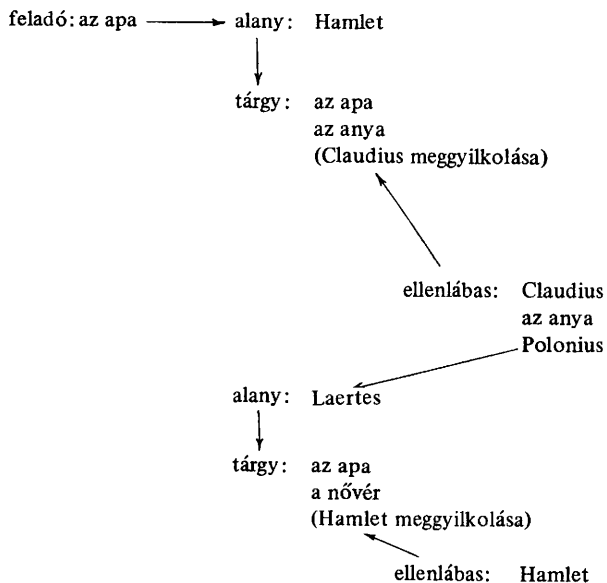 feladó: az apa alany: Hamlet
tárgy: az apa
az anya
(Claudius meggyilkolása)
ellenlábas: Claudius
az anya
Polonius
alany: Laertes
tárgy: az apa
a nővér
(Hamlet meggyilkolása)
ellenlábas: Hamlet